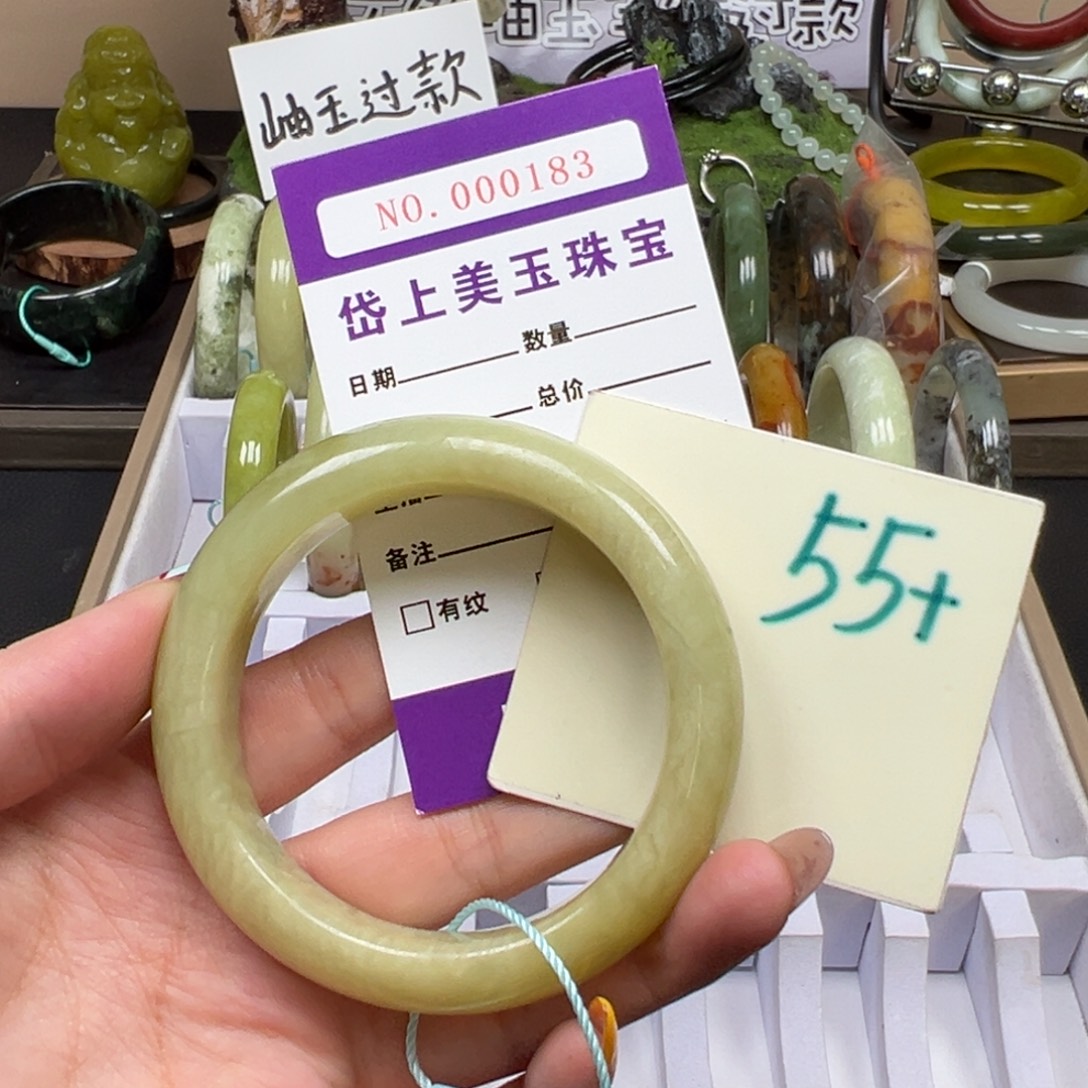 岫玉过款
NO.000183
岱上美玉珠宝
日期 数量
总价
备注
有纹
55+